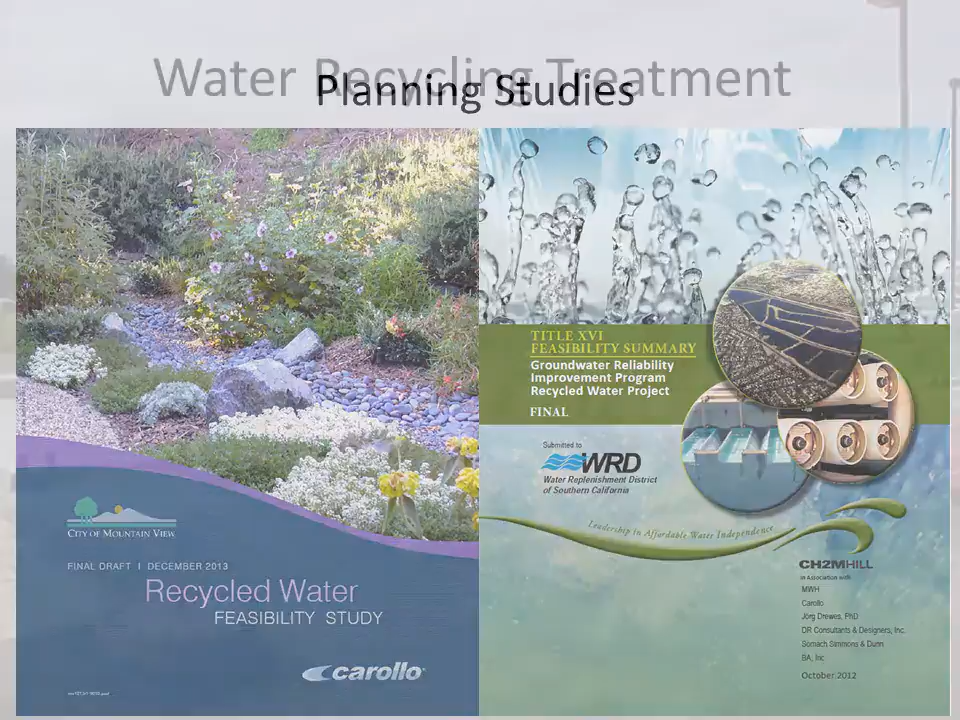 Water Recycling Treatment
Planning Studies
CITY OF MOUNTAIN VIEW
FINAL DRAFT | DECEMBER 2013
Recycled Water
FEASIBILITY STUDY
carollo
TITLE XVI
FEASIBILITY SUMMARY
Groundwater Reliability
Improvement Program
Recycled Water Project
FINAL
Submitted to
WRD
Water Replenishment District
of Southern California
Leadership in Affordable Water Independence
CH2MHILL
in Association with
MWH
Carollo
Jörg Drewes, PhD
DR Consultants & Designers, Inc.
Somach Simmons & Dunn
BA, Inc
October 2012